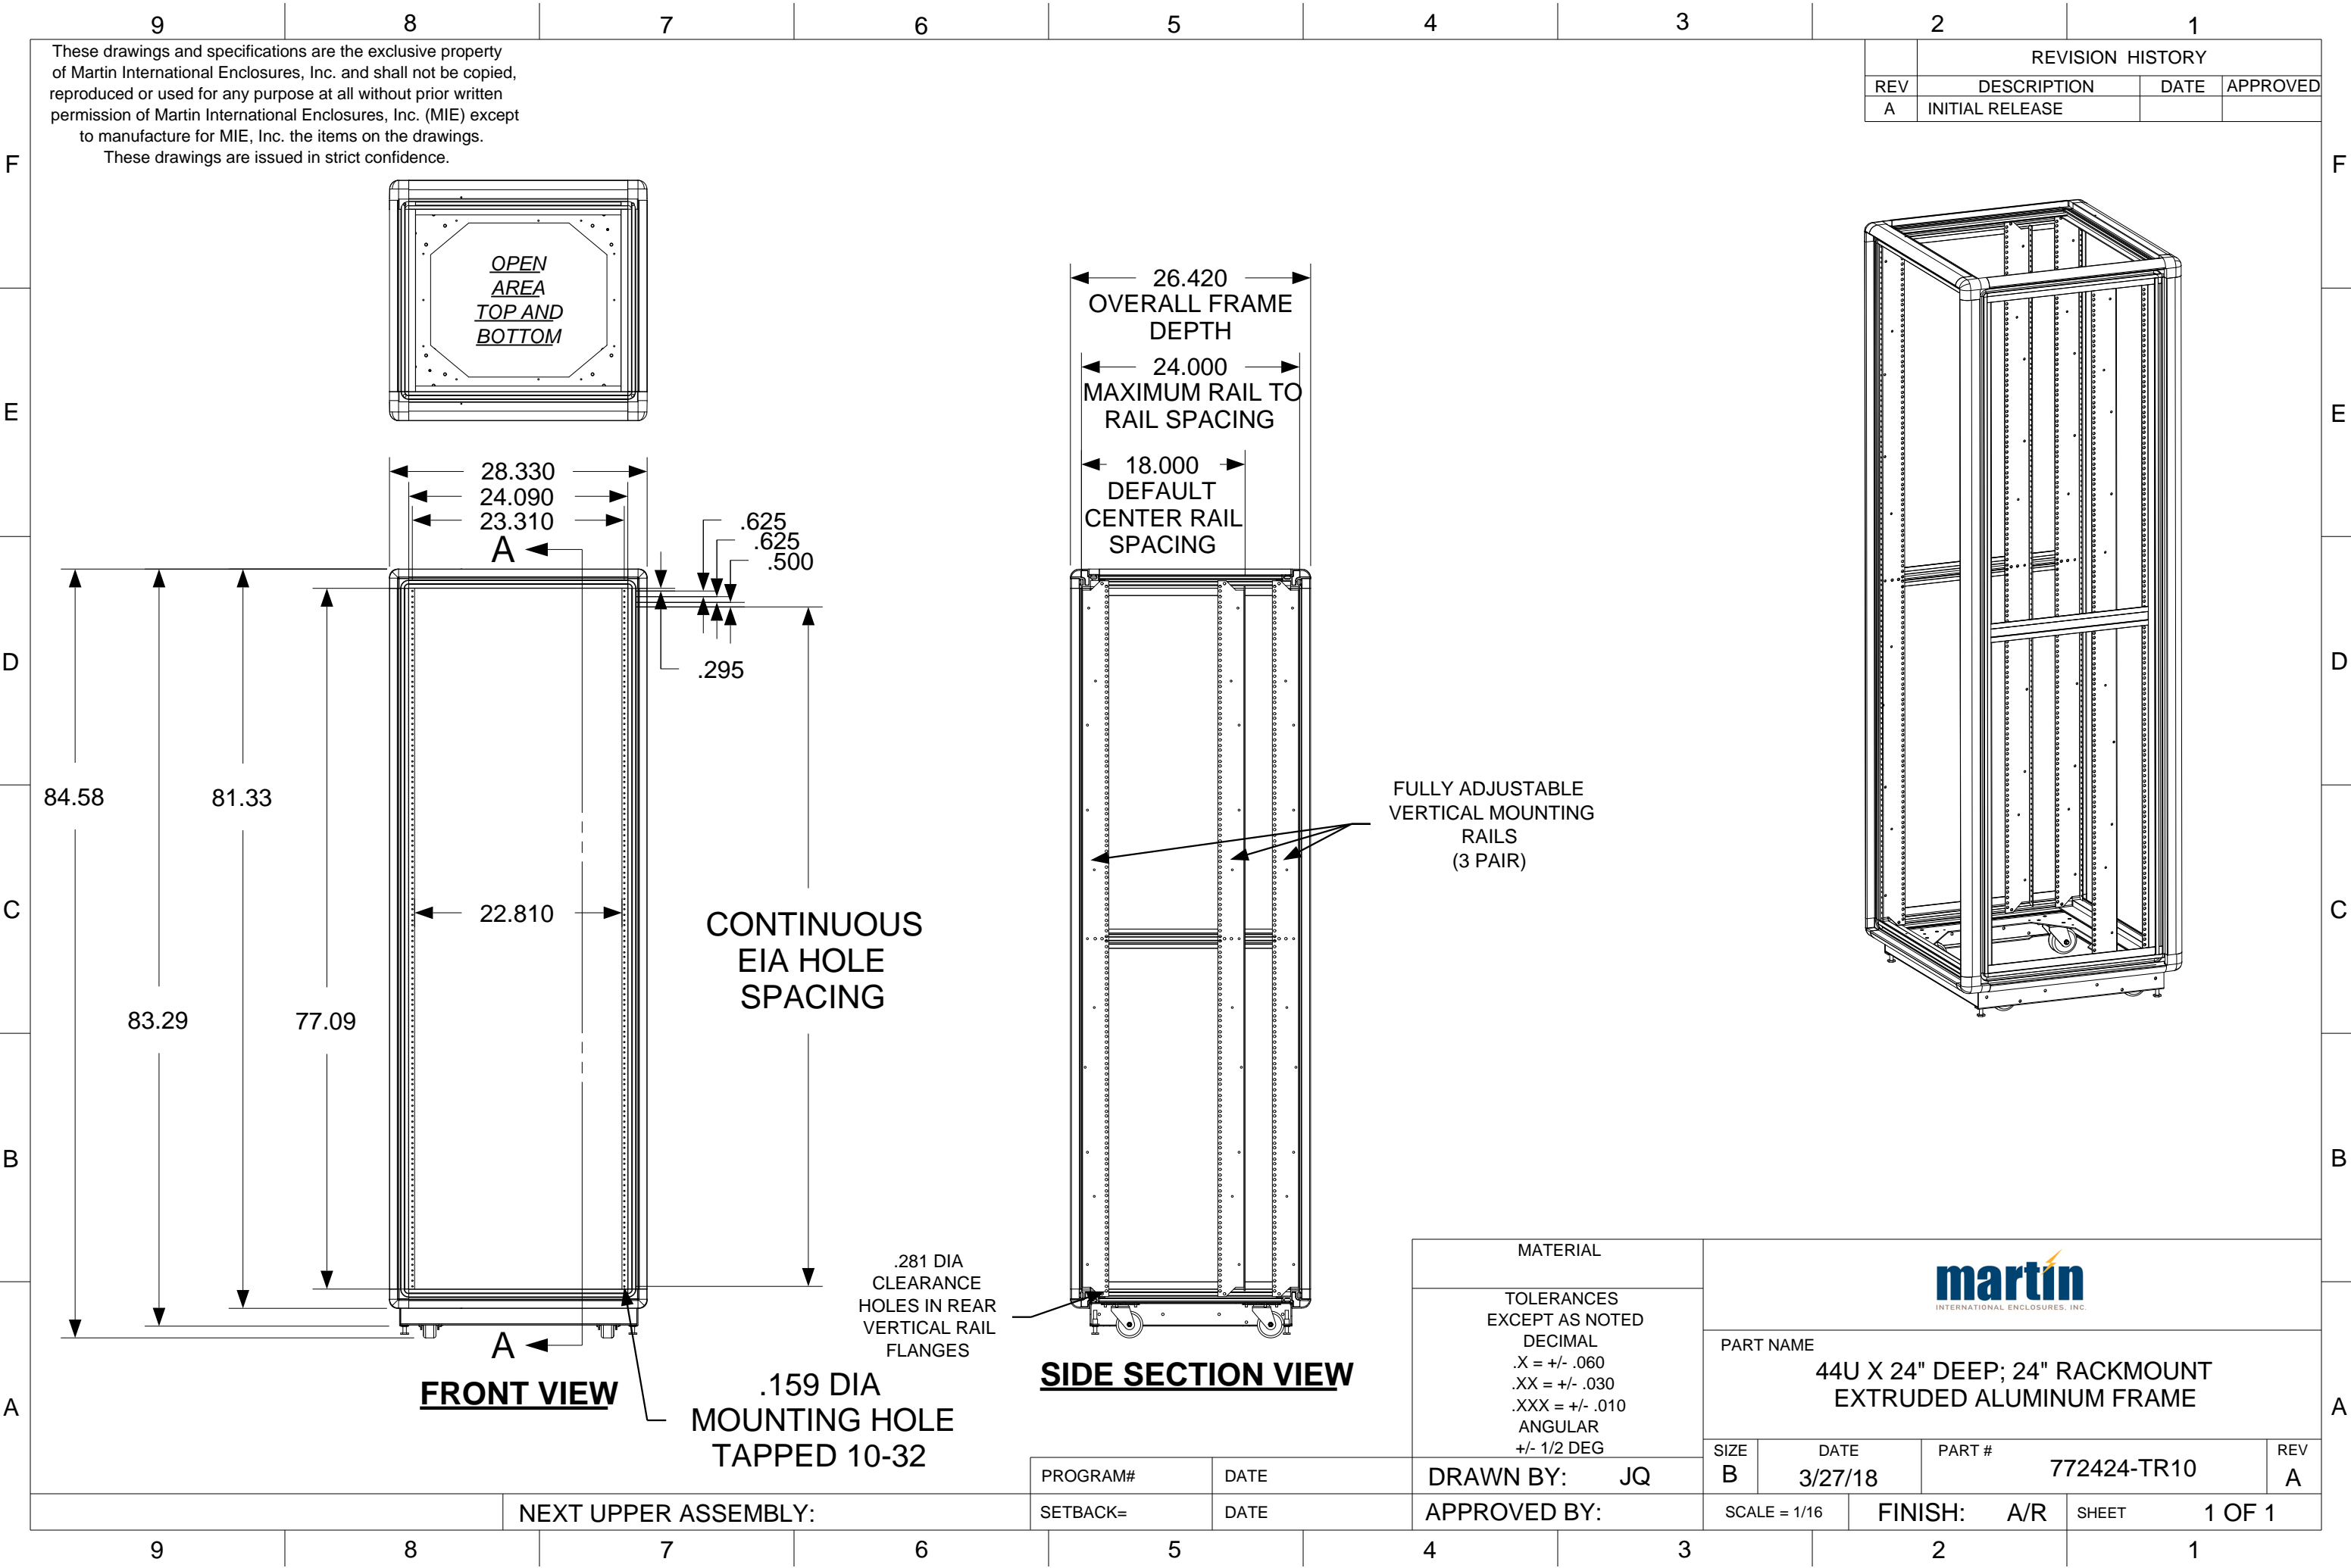 9 8 7 6 5 4 3 2 1
These drawings and specifications are the exclusive property
of Martin International Enclosures, Inc. and shall not be copied,
reproduced or used for any purpose at all without prior written
permission of Martin International Enclosures, Inc. (MIE) except
to manufacture for MIE, Inc. the items on the drawings.
These drawings are issued in strict confidence.
REVISION HISTORY
REV DESCRIPTION DATE APPROVED
A INITIAL RELEASE
F F
OPEN
AREA
TOP AND
BOTTOM
E E
26.420
OVERALL FRAME
DEPTH
24.000
MAXIMUM RAIL TO
RAIL SPACING
18.000
DEFAULT
CENTER RAIL
SPACING
28.330
24.090
23.310
A
.625
.625
.500
.295
D D
84.58
81.33
83.29
77.09
22.810
C C
CONTINUOUS
EIA HOLE
SPACING
FULLY ADJUSTABLE
VERTICAL MOUNTING
RAILS
(3 PAIR)
B B
.281 DIA
CLEARANCE
HOLES IN REAR
VERTICAL RAIL
FLANGES
A
FRONT VIEW
.159 DIA
MOUNTING HOLE
TAPPED 10-32
SIDE SECTION VIEW
A A
MATERIAL
TOLERANCES
EXCEPT AS NOTED
DECIMAL
.X = +/- .060
.XX = +/- .030
.XXX = +/- .010
ANGULAR
+/- 1/2 DEG
martin
INTERNATIONAL ENCLOSURES, INC.
PART NAME
44U X 24" DEEP; 24" RACKMOUNT
EXTRUDED ALUMINUM FRAME
SIZE DATE PART # REV
B 3/27/18 772424-TR10 A
PROGRAM# DATE DRAWN BY: JQ
NEXT UPPER ASSEMBLY: SETBACK= DATE APPROVED BY: SCALE = 1/16 FINISH: A/R SHEET 1 OF 1
9 8 7 6 5 4 3 2 1